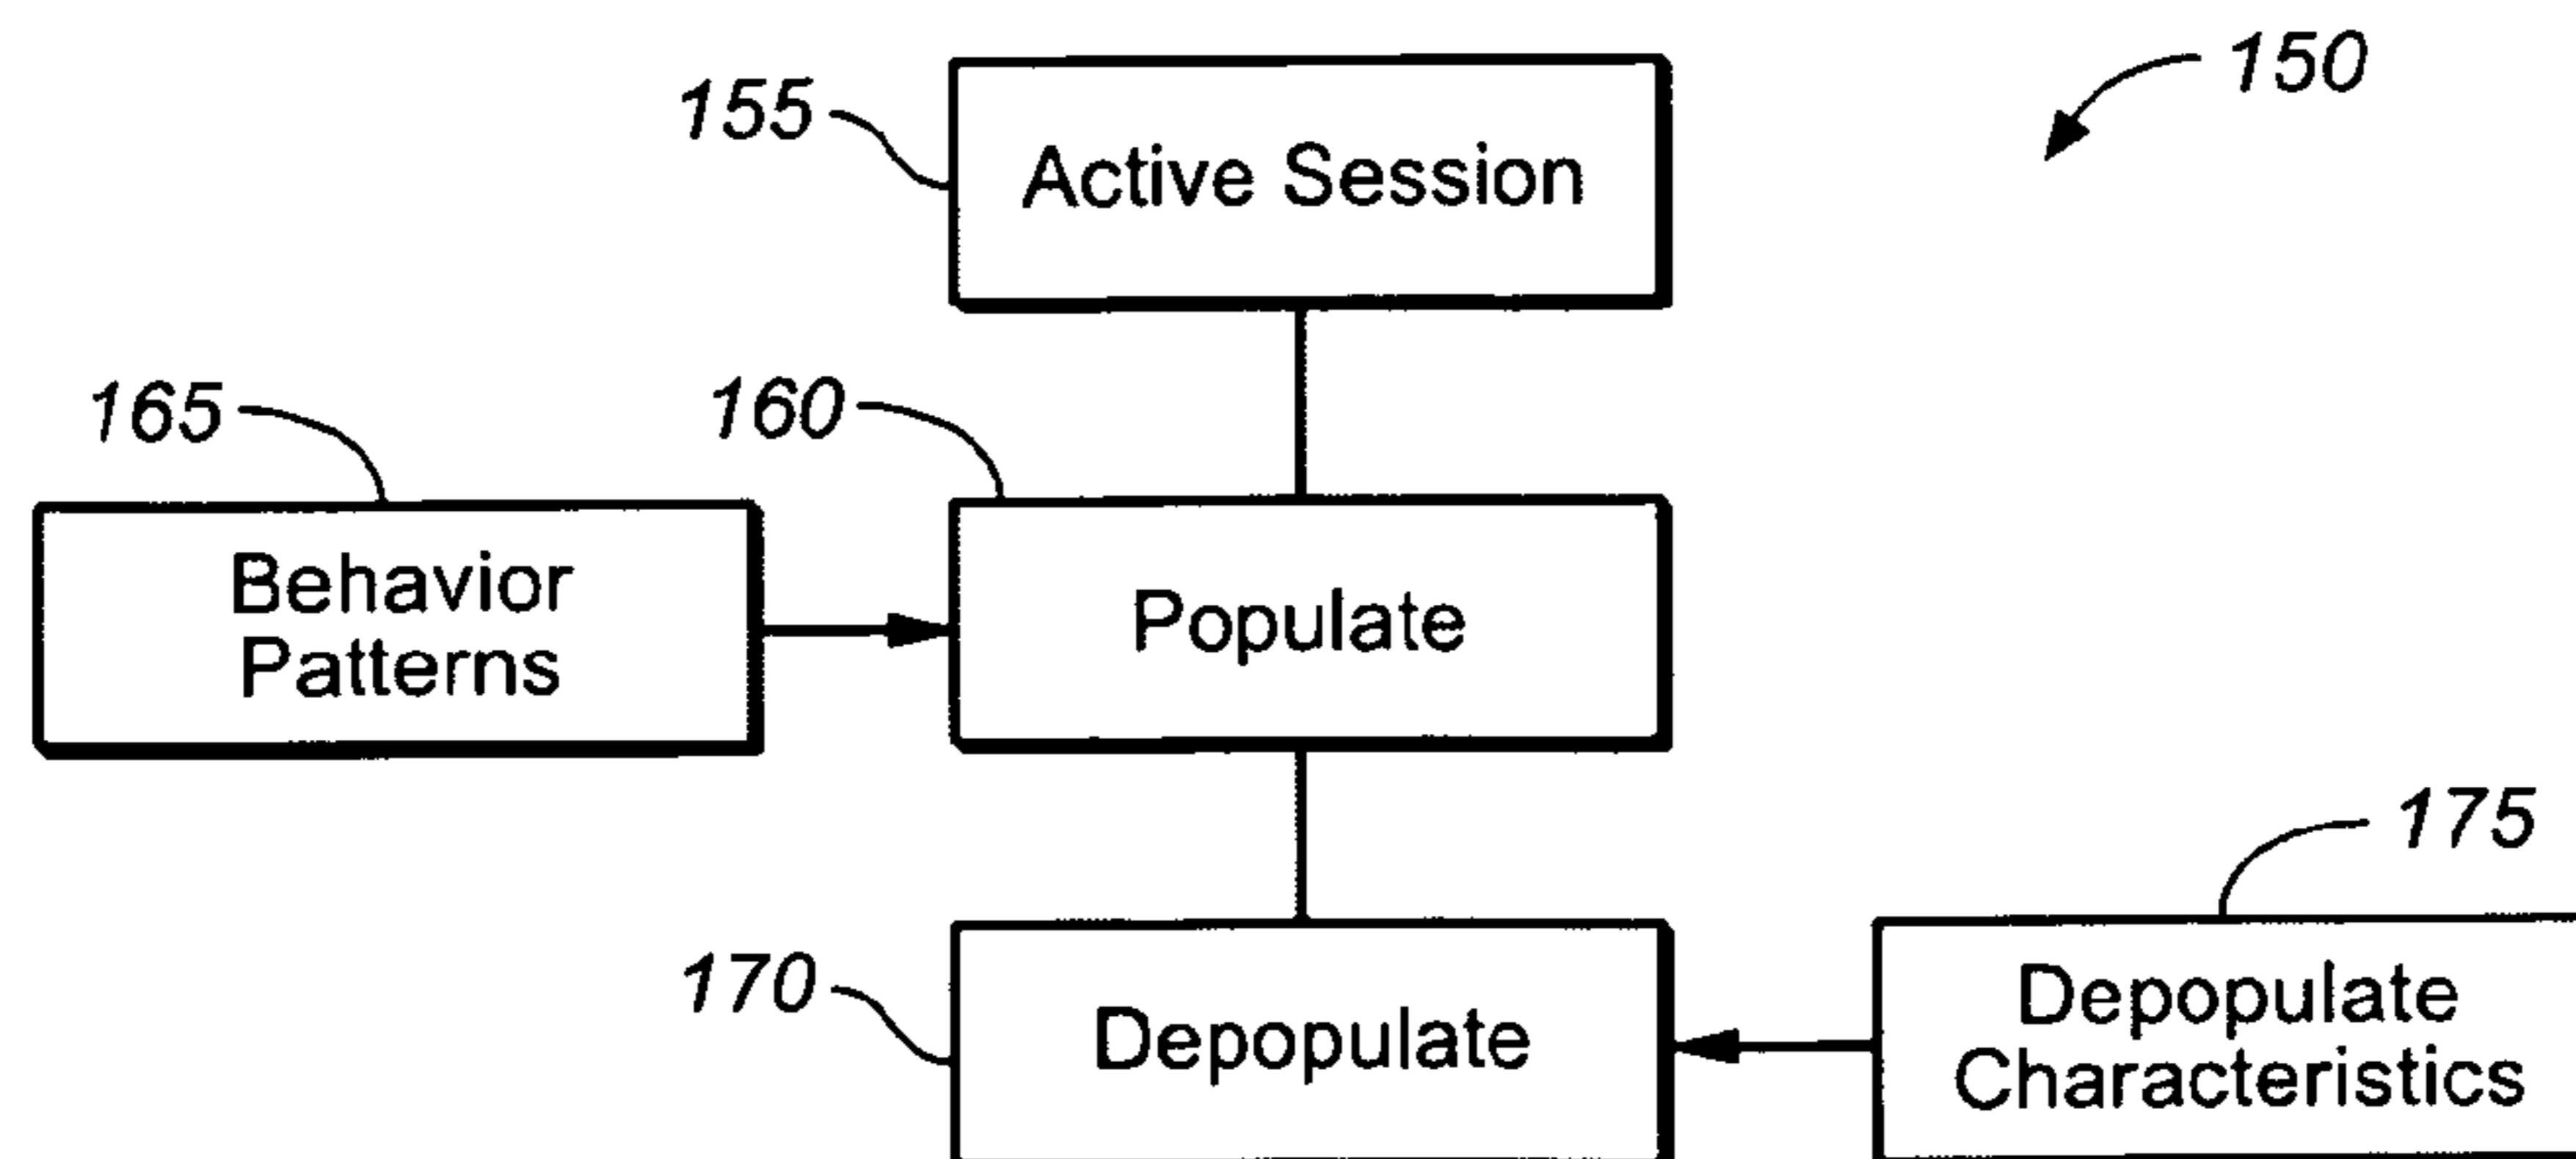 150
155
Active Session
165
160
Behavior
Patterns
Populate
175
170
Depopulate
Depopulate
Characteristics